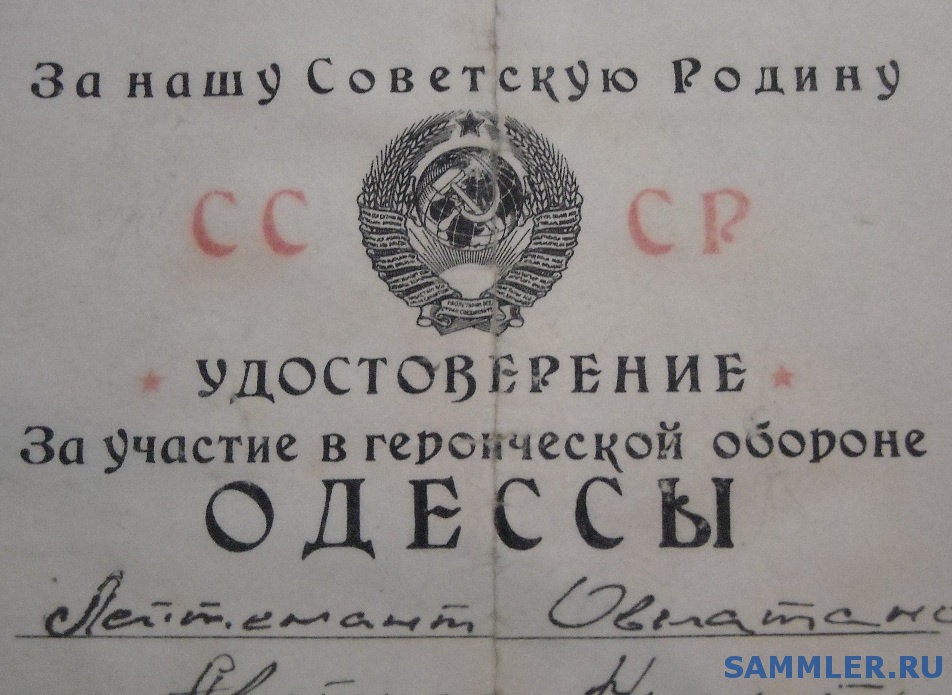 За нашу Советскую Родину
СС СР
УДОСТОВЕРЕНИЕ
За участие в героической обороне
ОДЕССЫ
Лейтенант
SAMMLER.RU